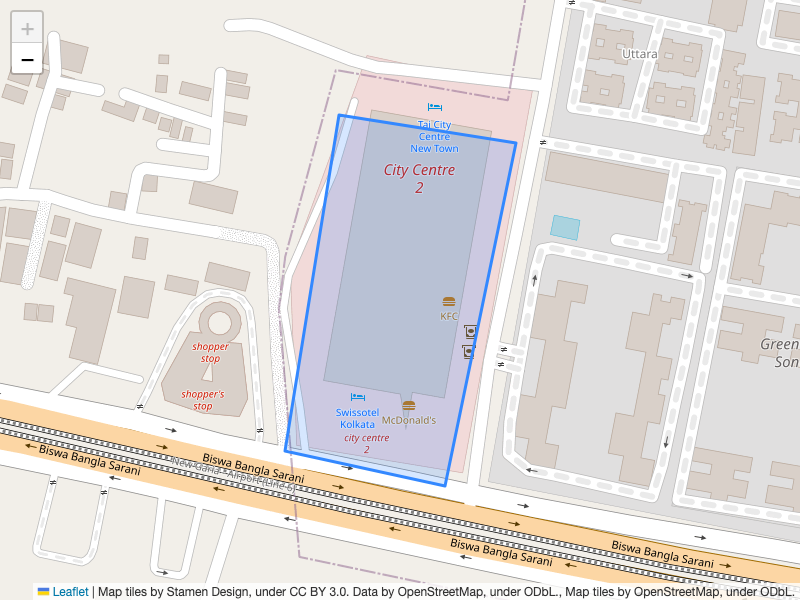 +
−
Uttara
Taj City
Centre
New Town
City Centre
2
KFC
shopper
stop
shopper's
stop
Green
Son
Swissotel
Kolkata
McDonald's
city centre
2
Biswa Bangla Sarani
Biswa Bangla Sarani
New Garia - Airport (Line 6)
Biswa Bangla Sarani
Biswa Bangla Sarani
Leaflet | Map tiles by Stamen Design, under CC BY 3.0. Data by OpenStreetMap, under ODbL., Map tiles by OpenStreetMap, under ODbL.